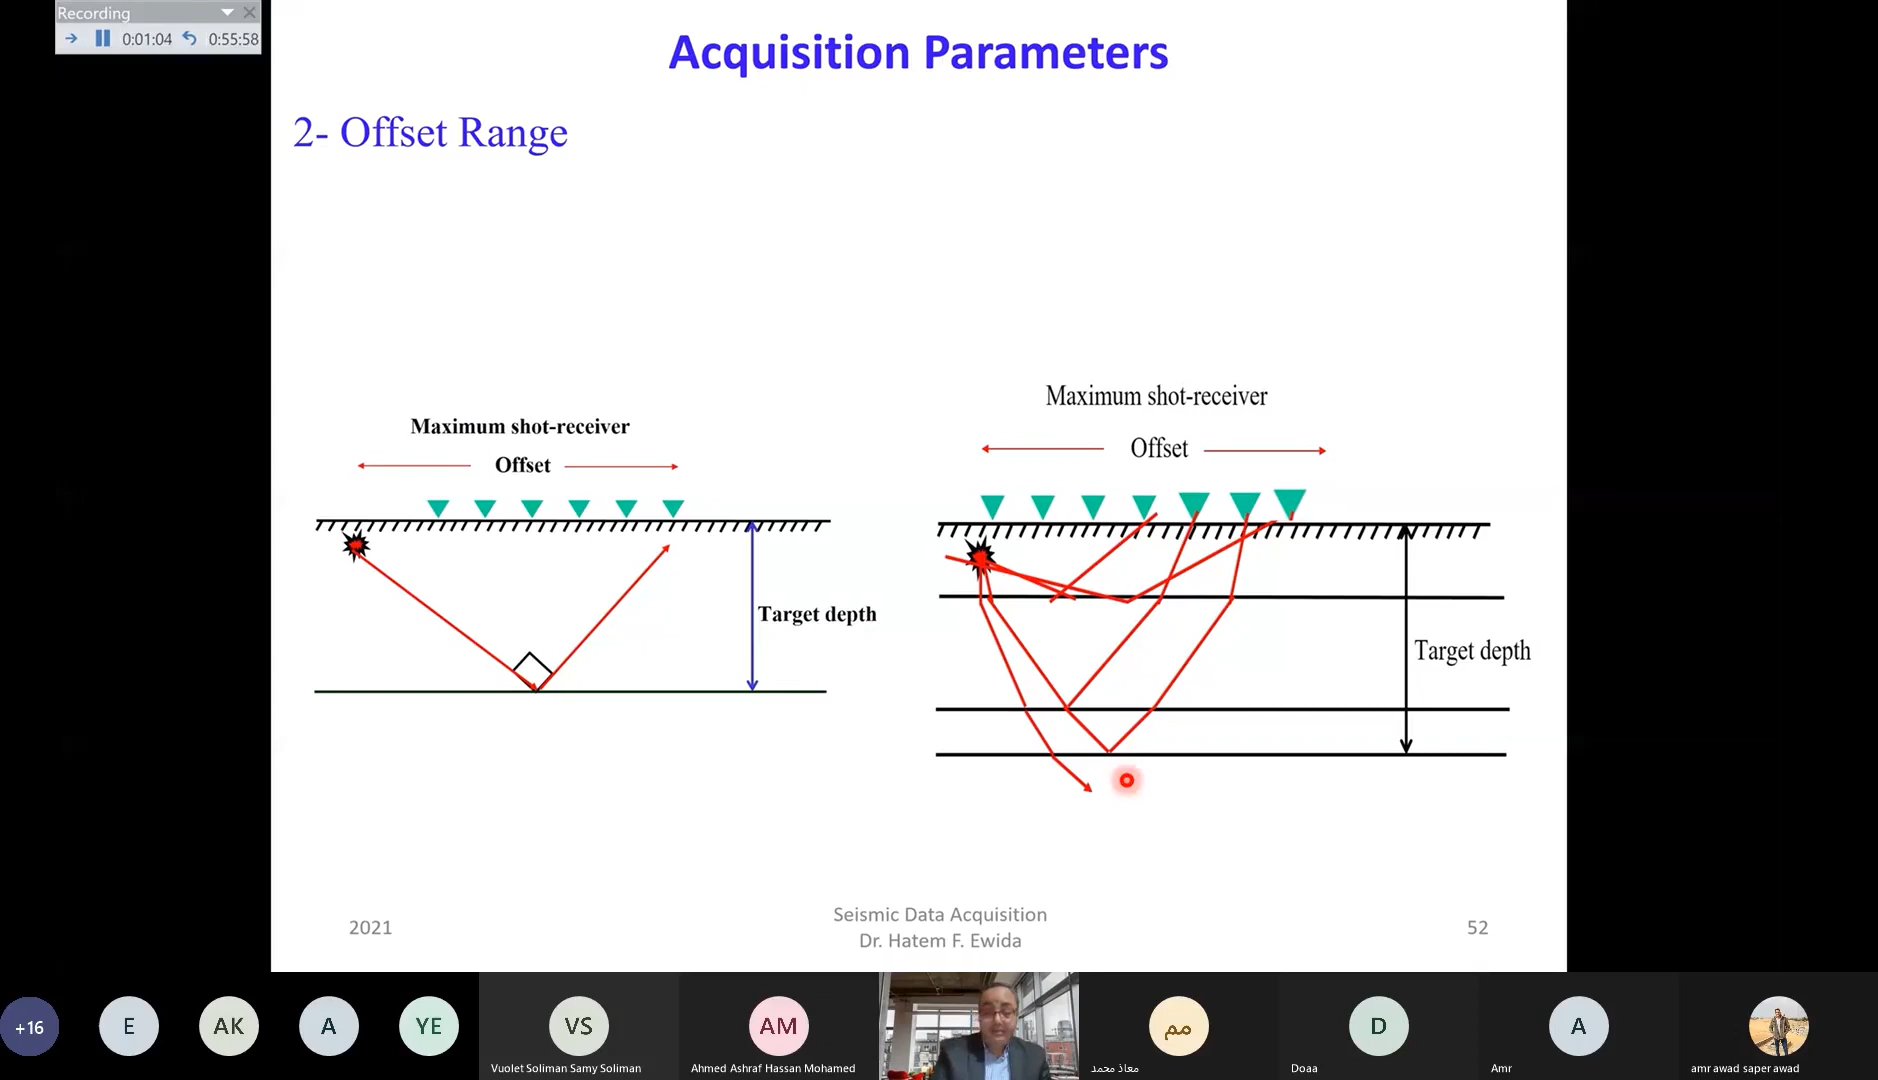 Recording
0:01:04
0:55:58
Acquisition Parameters
2- Offset Range
Maximum shot-receiver
Offset
Target depth
Maximum shot-receiver
Offset
Target depth
2021
Seismic Data Acquisition
Dr. Hatem F. Ewida
52
+16
E
AK
A
YE
VS
Vuolet Soliman Samy Soliman
AM
Ahmed Ashraf Hassan Mohamed
مم
معاذ محمد
D
Doaa
A
Amr
amr awad saper awad